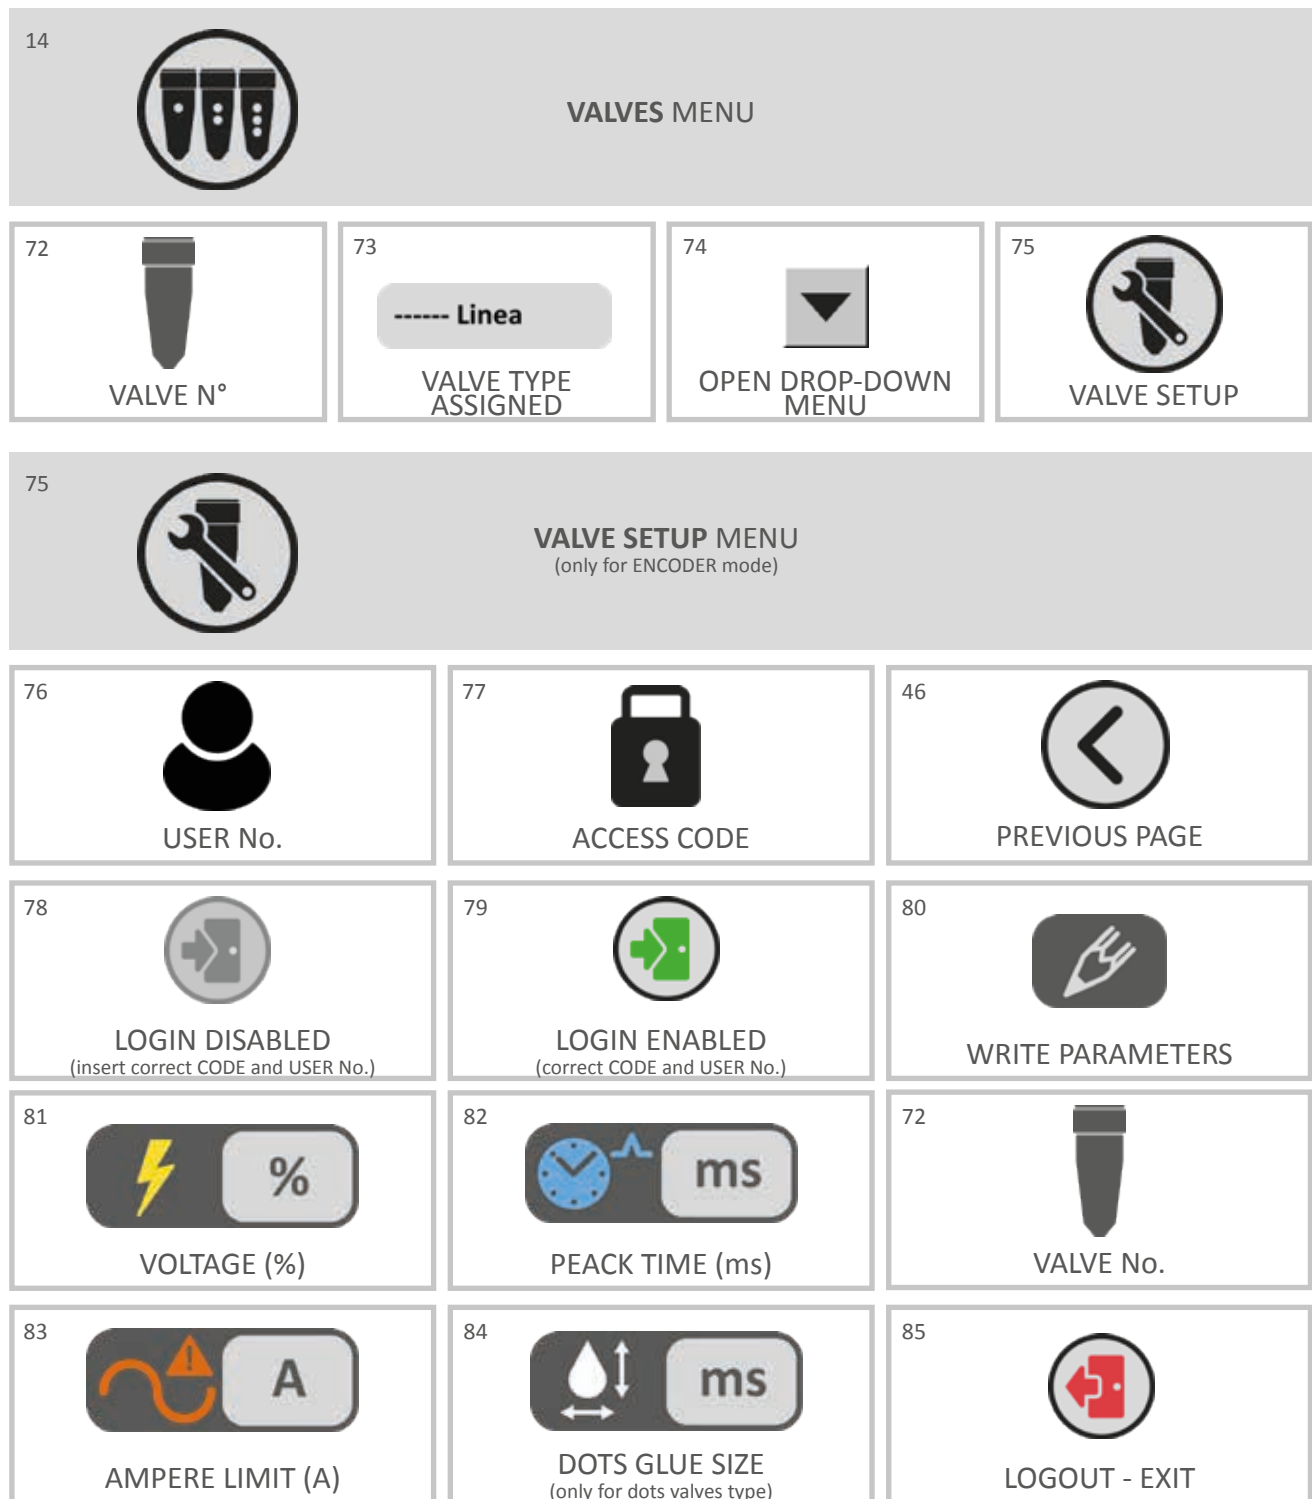 14
VALVES MENU
72
VALVE N°
73
------ Linea
VALVE TYPE
ASSIGNED
74
OPEN DROP-DOWN
MENU
75
VALVE SETUP
75
VALVE SETUP MENU
(only for ENCODER mode)
76
USER No.
77
ACCESS CODE
46
PREVIOUS PAGE
78
LOGIN DISABLED
(insert correct CODE and USER No.)
79
LOGIN ENABLED
(correct CODE and USER No.)
80
WRITE PARAMETERS
81
%
VOLTAGE (%)
82
ms
PEACK TIME (ms)
72
VALVE No.
83
A
AMPERE LIMIT (A)
84
ms
DOTS GLUE SIZE
(only for dots valves type)
85
LOGOUT - EXIT